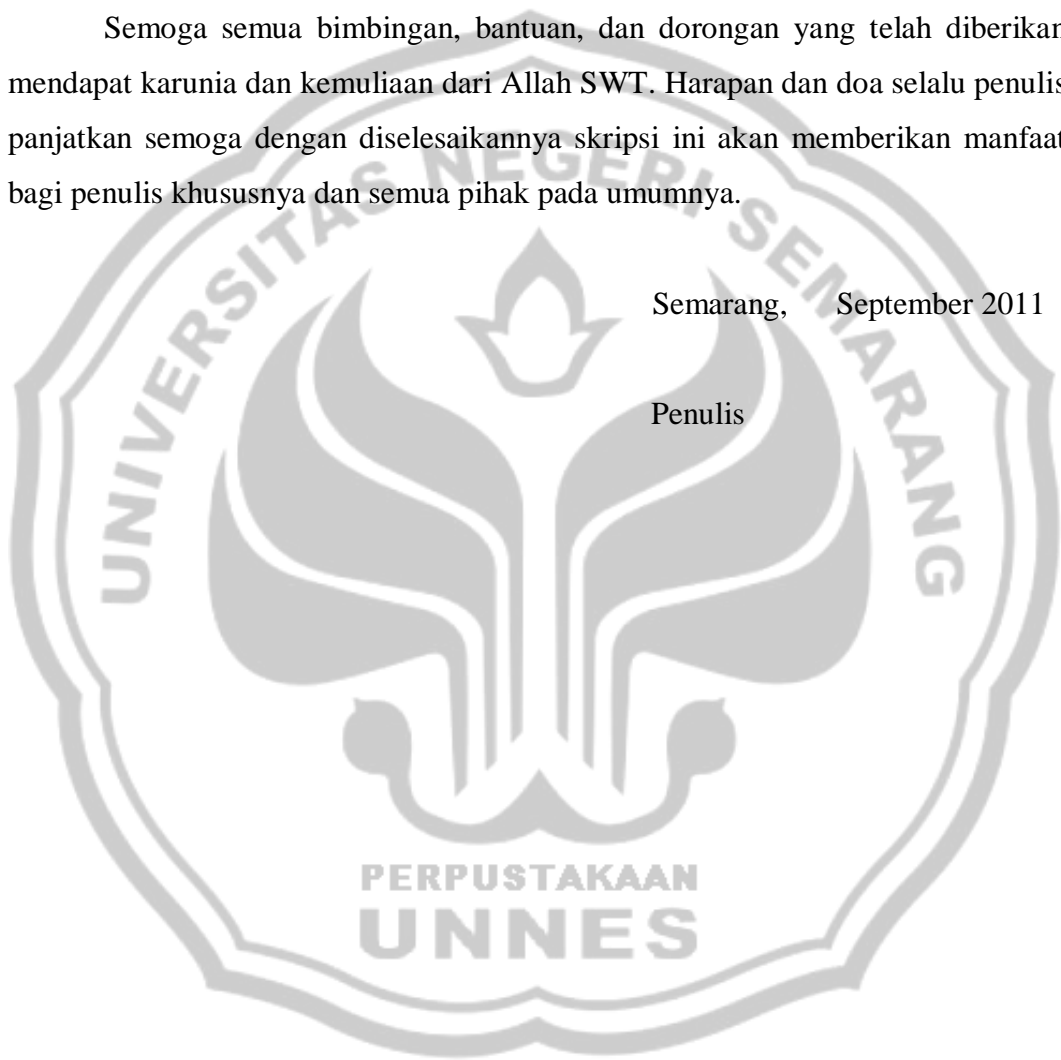 Semoga semua bimbingan, bantuan, dan dorongan yang telah diberikan
mendapat karunia dan kemuliaan dari Allah SWT. Harapan dan doa selalu penulis
panjatkan semoga dengan diselesaikannya skripsi ini akan memberikan manfaat
bagi penulis khususnya dan semua pihak pada umumnya.
Semarang, September 2011
Penulis
UNIVERSITAS NEGERI SEMARANG
PERPUSTAKAAN
UNNES